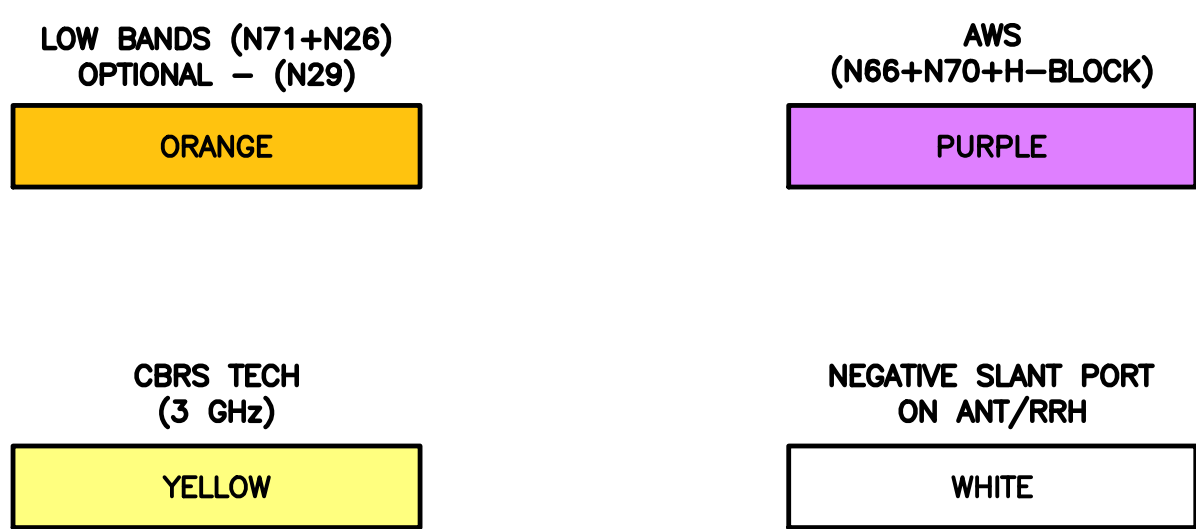 LOW BANDS (N71+N26)
OPTIONAL - (N29)
ORANGE
AWS
(N66+N70+H-BLOCK)
PURPLE
CBRS TECH
(3 GHz)
YELLOW
NEGATIVE SLANT PORT
ON ANT/RRH
WHITE